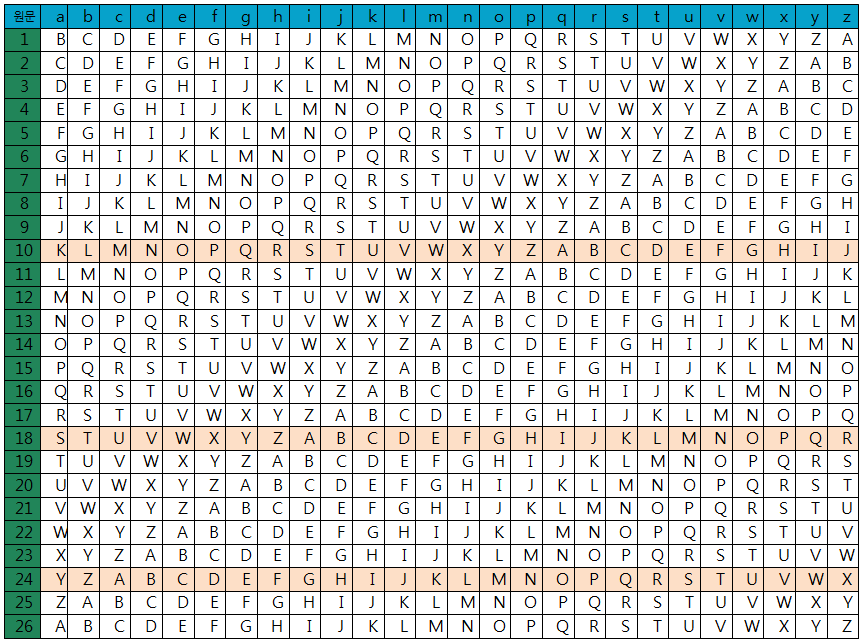 원문 a b c d e f g h i j k l m n o p q r s t u v w x y z
1 B C D E F G H I J K L M N O P Q R S T U V W X Y Z A
2 C D E F G H I J K L M N O P Q R S T U V W X Y Z A B
3 D E F G H I J K L M N O P Q R S T U V W X Y Z A B C
4 E F G H I J K L M N O P Q R S T U V W X Y Z A B C D
5 F G H I J K L M N O P Q R S T U V W X Y Z A B C D E
6 G H I J K L M N O P Q R S T U V W X Y Z A B C D E F
7 H I J K L M N O P Q R S T U V W X Y Z A B C D E F G
8 I J K L M N O P Q R S T U V W X Y Z A B C D E F G H
9 J K L M N O P Q R S T U V W X Y Z A B C D E F G H I
10 K L M N O P Q R S T U V W X Y Z A B C D E F G H I J
11 L M N O P Q R S T U V W X Y Z A B C D E F G H I J K
12 M N O P Q R S T U V W X Y Z A B C D E F G H I J K L
13 N O P Q R S T U V W X Y Z A B C D E F G H I J K L M
14 O P Q R S T U V W X Y Z A B C D E F G H I J K L M N
15 P Q R S T U V W X Y Z A B C D E F G H I J K L M N O
16 Q R S T U V W X Y Z A B C D E F G H I J K L M N O P
17 R S T U V W X Y Z A B C D E F G H I J K L M N O P Q
18 S T U V W X Y Z A B C D E F G H I J K L M N O P Q R
19 T U V W X Y Z A B C D E F G H I J K L M N O P Q R S
20 U V W X Y Z A B C D E F G H I J K L M N O P Q R S T
21 V W X Y Z A B C D E F G H I J K L M N O P Q R S T U
22 W X Y Z A B C D E F G H I J K L M N O P Q R S T U V
23 X Y Z A B C D E F G H I J K L M N O P Q R S T U V W
24 Y Z A B C D E F G H I J K L M N O P Q R S T U V W X
25 Z A B C D E F G H I J K L M N O P Q R S T U V W X Y
26 A B C D E F G H I J K L M N O P Q R S T U V W X Y Z